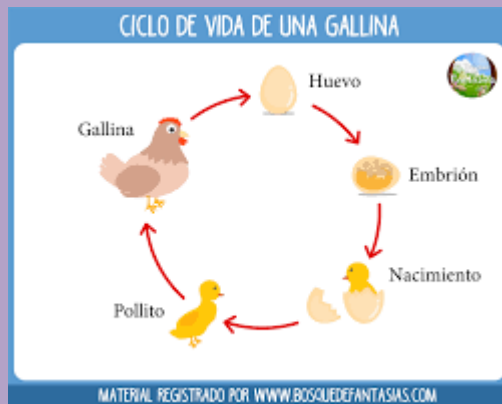 CICLO DE VIDA DE UNA GALLINA
Huevo
Gallina
Embrión
Nacimiento
Pollito
MATERIAL REGISTRADO POR WWW.BOSQUEDEFANTASIAS.COM